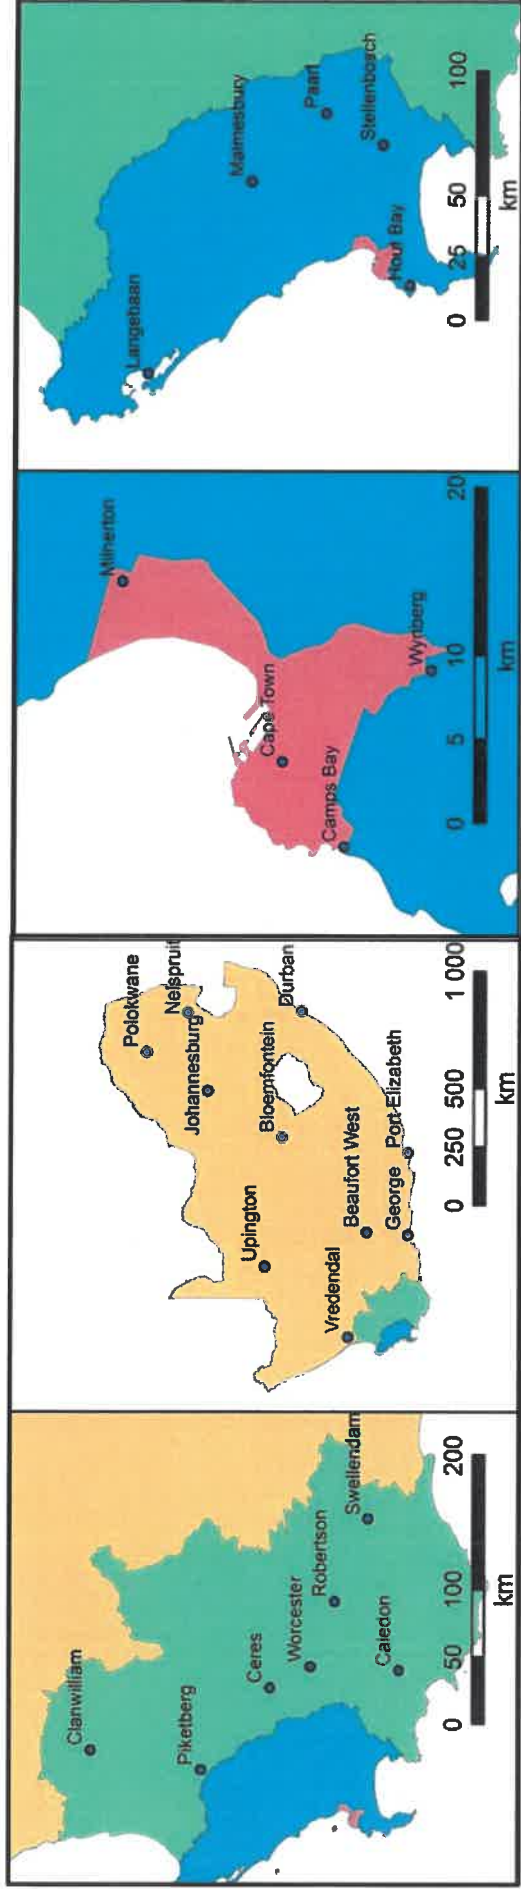 Clanwilliam
Piketberg
Ceres
Worcester
Robertson
Swellendam
Caledon
0 50 100 200
km
Polokwane
Nelspruit
Johannesburg
Upington
Bloemfontein
Durban
Vredendal
Beaufort West
George
Port Elizabeth
0 250 500 1 000
km
Milnerton
Cape Town
Camps Bay
Wynberg
0 5 10 20
km
Langebaan
Malmesbury
Paarl
Stellenbosch
Hout Bay
0 25 50 100
km